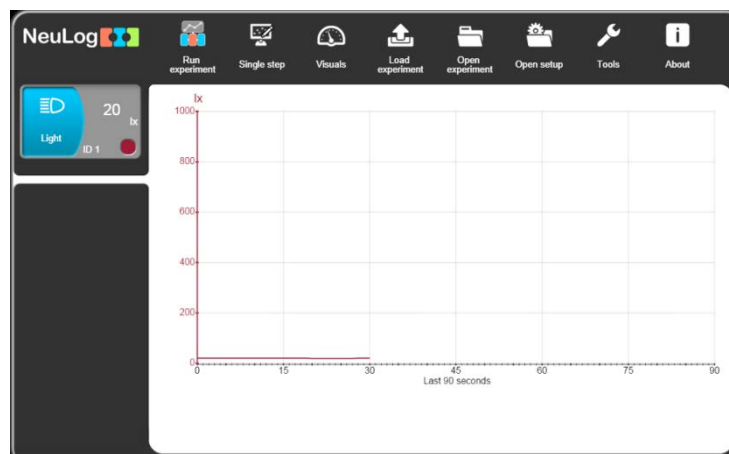 NeuLog
Run
experiment
Single step
Visuals
Load
experiment
Open
experiment
Open setup
Tools
i
About
20
lx
Light
ID 1
lx
1000
800
600
400
200
0
0 15 30 45 60 75 90
Last 90 seconds